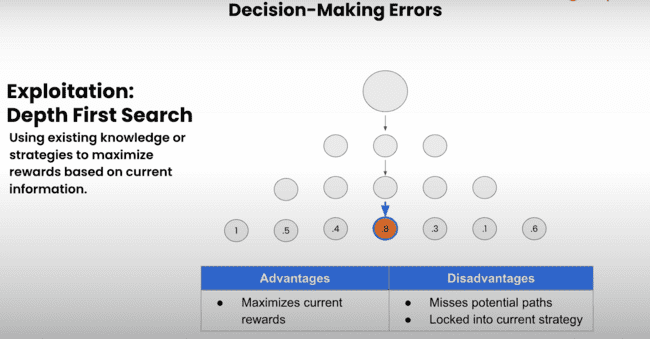 Decision-Making Errors
Exploitation:
Depth First Search
Using existing knowledge or
strategies to maximize
rewards based on current
information.
1 .5 .4 .8 .3 .1 .6
Advantages Disadvantages
● Maximizes current
rewards
● Misses potential paths
● Locked into current strategy